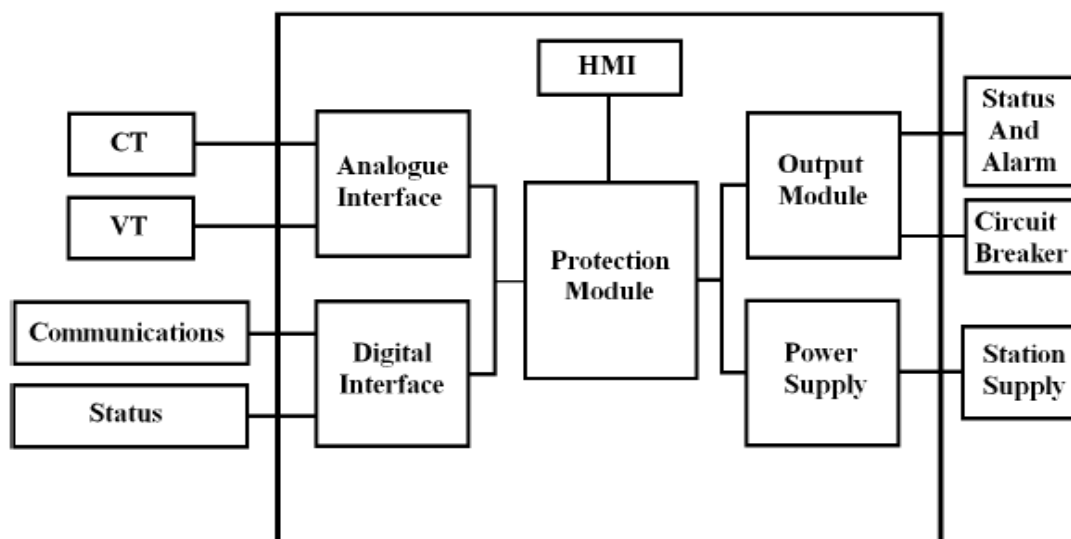 HMI
CT
VT
Communications
Status
Analogue
Interface
Digital
Interface
Protection
Module
Output
Module
Power
Supply
Status
And
Alarm
Circuit
Breaker
Station
Supply